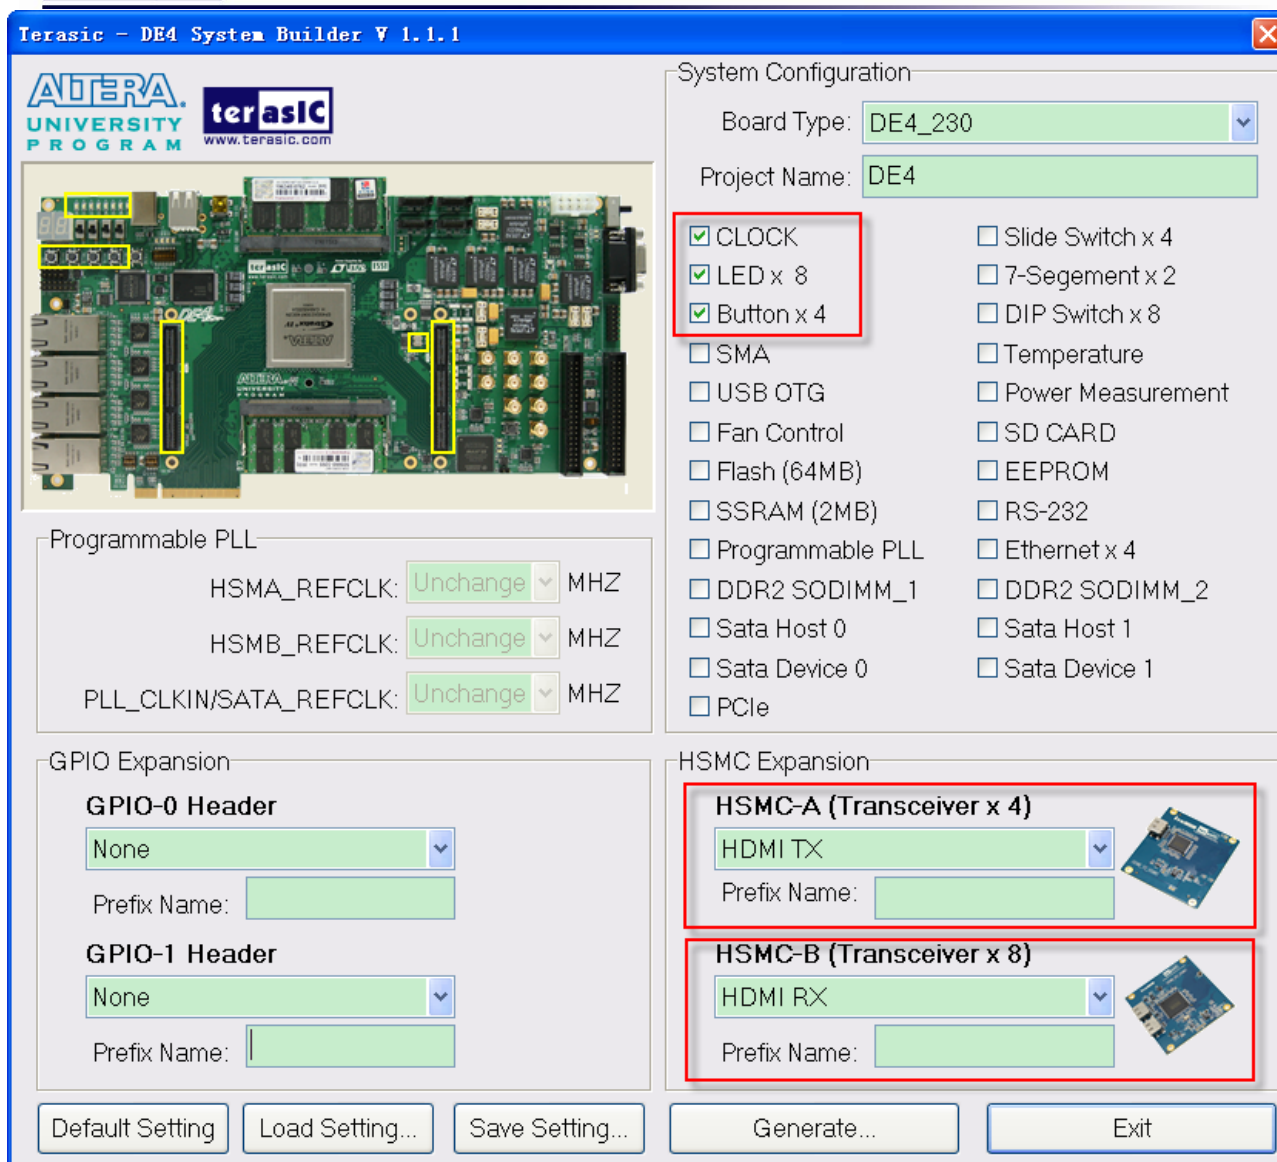 Terasic - DE4 System Builder V 1.1.1
ALTERA.
UNIVERSITY
PROGRAM
terasIC
www.terasic.com
System Configuration
Board Type: DE4_230
Project Name: DE4
CLOCK
Slide Switch x 4
LED x 8
7-Segement x 2
Button x 4
DIP Switch x 8
SMA
Temperature
USB OTG
Power Measurement
Fan Control
SD CARD
Flash (64MB)
EEPROM
SSRAM (2MB)
RS-232
Programmable PLL
Ethernet x 4
DDR2 SODIMM_1
DDR2 SODIMM_2
Sata Host 0
Sata Host 1
Sata Device 0
Sata Device 1
PCIe
Programmable PLL
HSMA_REFCLK: Unchange MHZ
HSMB_REFCLK: Unchange MHZ
PLL_CLKIN/SATA_REFCLK: Unchange MHZ
GPIO Expansion
GPIO-0 Header
None
Prefix Name:
GPIO-1 Header
None
Prefix Name:
HSMC Expansion
HSMC-A (Transceiver x 4)
HDMI TX
Prefix Name:
HSMC-B (Transceiver x 8)
HDMI RX
Prefix Name:
Default Setting
Load Setting...
Save Setting...
Generate...
Exit